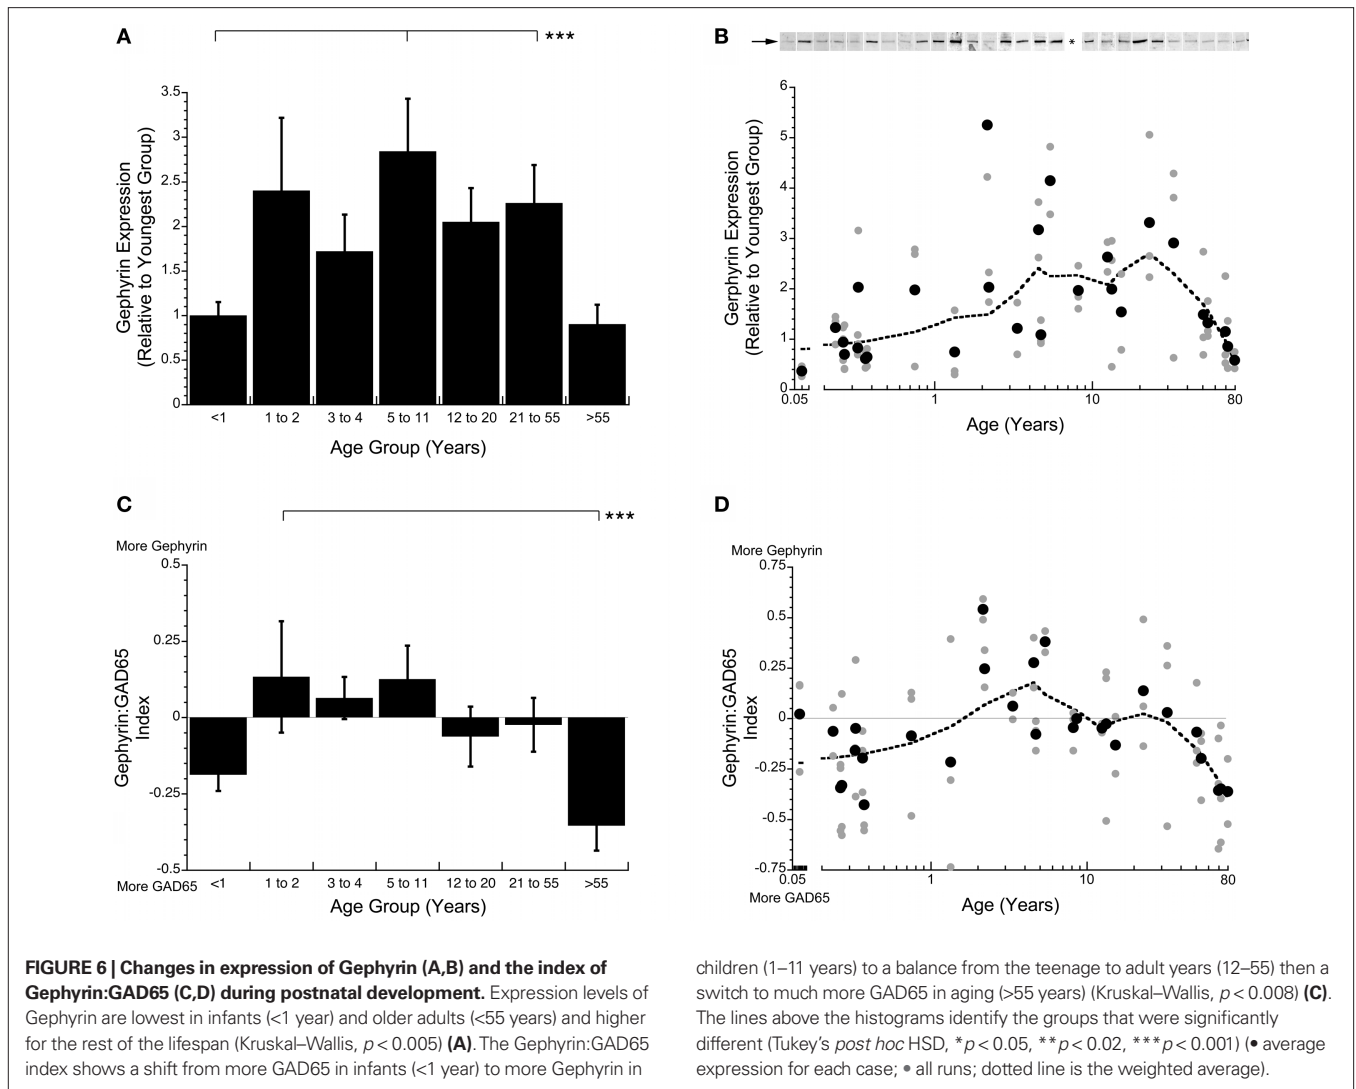 A
***
Gephyrin Expression
(Relative to Youngest Group)
3.5
3
2.5
2
1.5
1
0.5
0
<1
1 to 2
3 to 4
5 to 11
12 to 20
21 to 55
>55
Age Group (Years)
B
*
Gerphyrin Expression
(Relative to Youngest Group)
6
5
4
3
2
1
0
0.05
1
10
80
Age (Years)
C
***
More Gephyrin
Gephyrin:GAD65
Index
0.5
0.25
0
-0.25
-0.5
More GAD65
<1
1 to 2
3 to 4
5 to 11
12 to 20
21 to 55
>55
Age Group (Years)
D
More Gephyrin
Gephyrin:GAD65
Index
0.75
0.5
0.25
0
-0.25
-0.5
-0.75
0.05
1
10
80
More GAD65
Age (Years)
FIGURE 6 | Changes in expression of Gephyrin (A,B) and the index of
Gephyrin:GAD65 (C,D) during postnatal development. Expression levels of
Gephyrin are lowest in infants (<1 year) and older adults (<55 years) and higher
for the rest of the lifespan (Kruskal–Wallis, p < 0.005) (A). The Gephyrin:GAD65
index shows a shift from more GAD65 in infants (<1 year) to more Gephyrin in
children (1–11 years) to a balance from the teenage to adult years (12–55) then a
switch to much more GAD65 in aging (>55 years) (Kruskal–Wallis, p < 0.008) (C).
The lines above the histograms identify the groups that were significantly
different (Tukey's post hoc HSD, *p < 0.05, **p < 0.02, ***p < 0.001) (• average
expression for each case; • all runs; dotted line is the weighted average).